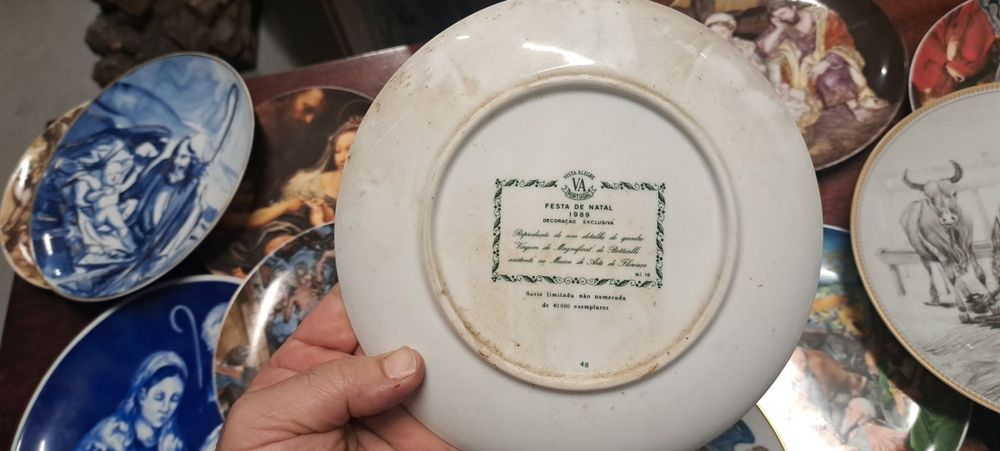 VISTA ALEGRE
VA
PORTUGAL
FESTA DE NATAL
1989
DECORAÇÃO EXCLUSIVA
Reprodução de um detalhe do quadro
"Virgem do Magnificat" de Botticelli
existente no Museu de Arte de Florença
N.º 19
Serie limitada não numerada
de 40 000 exemplares
48